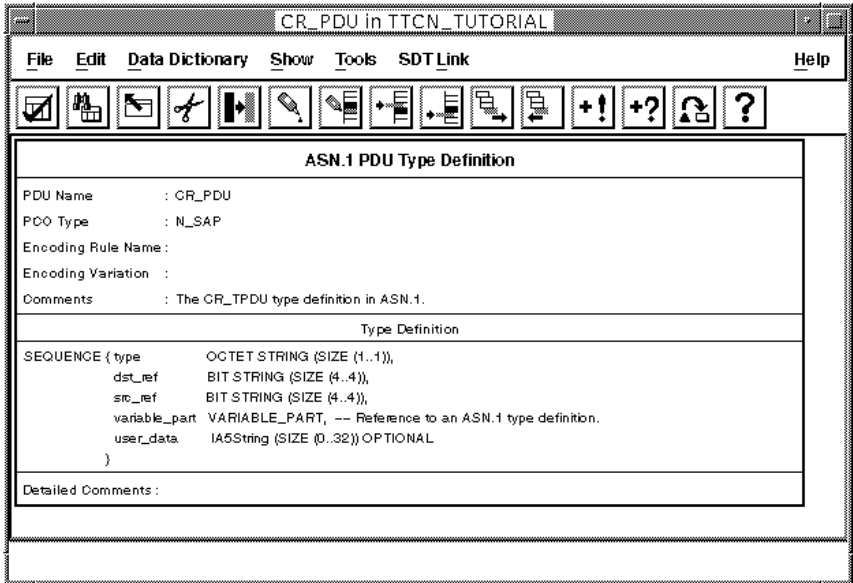 CR_PDU in TTCN_TUTORIAL
File Edit Data Dictionary Show Tools SDT Link Help
+! +? ?
ASN.1 PDU Type Definition
PDU Name : CR_PDU
PCO Type : N_SAP
Encoding Rule Name :
Encoding Variation :
Comments : The CR_TPDU type definition in ASN.1.
Type Definition
SEQUENCE { type OCTET STRING (SIZE (1..1)),
dst_ref BIT STRING (SIZE (4..4)),
src_ref BIT STRING (SIZE (4..4)),
variable_part VARIABLE_PART, -- Reference to an ASN.1 type definition.
user_data IA5String (SIZE (0..32)) OPTIONAL
}
Detailed Comments :